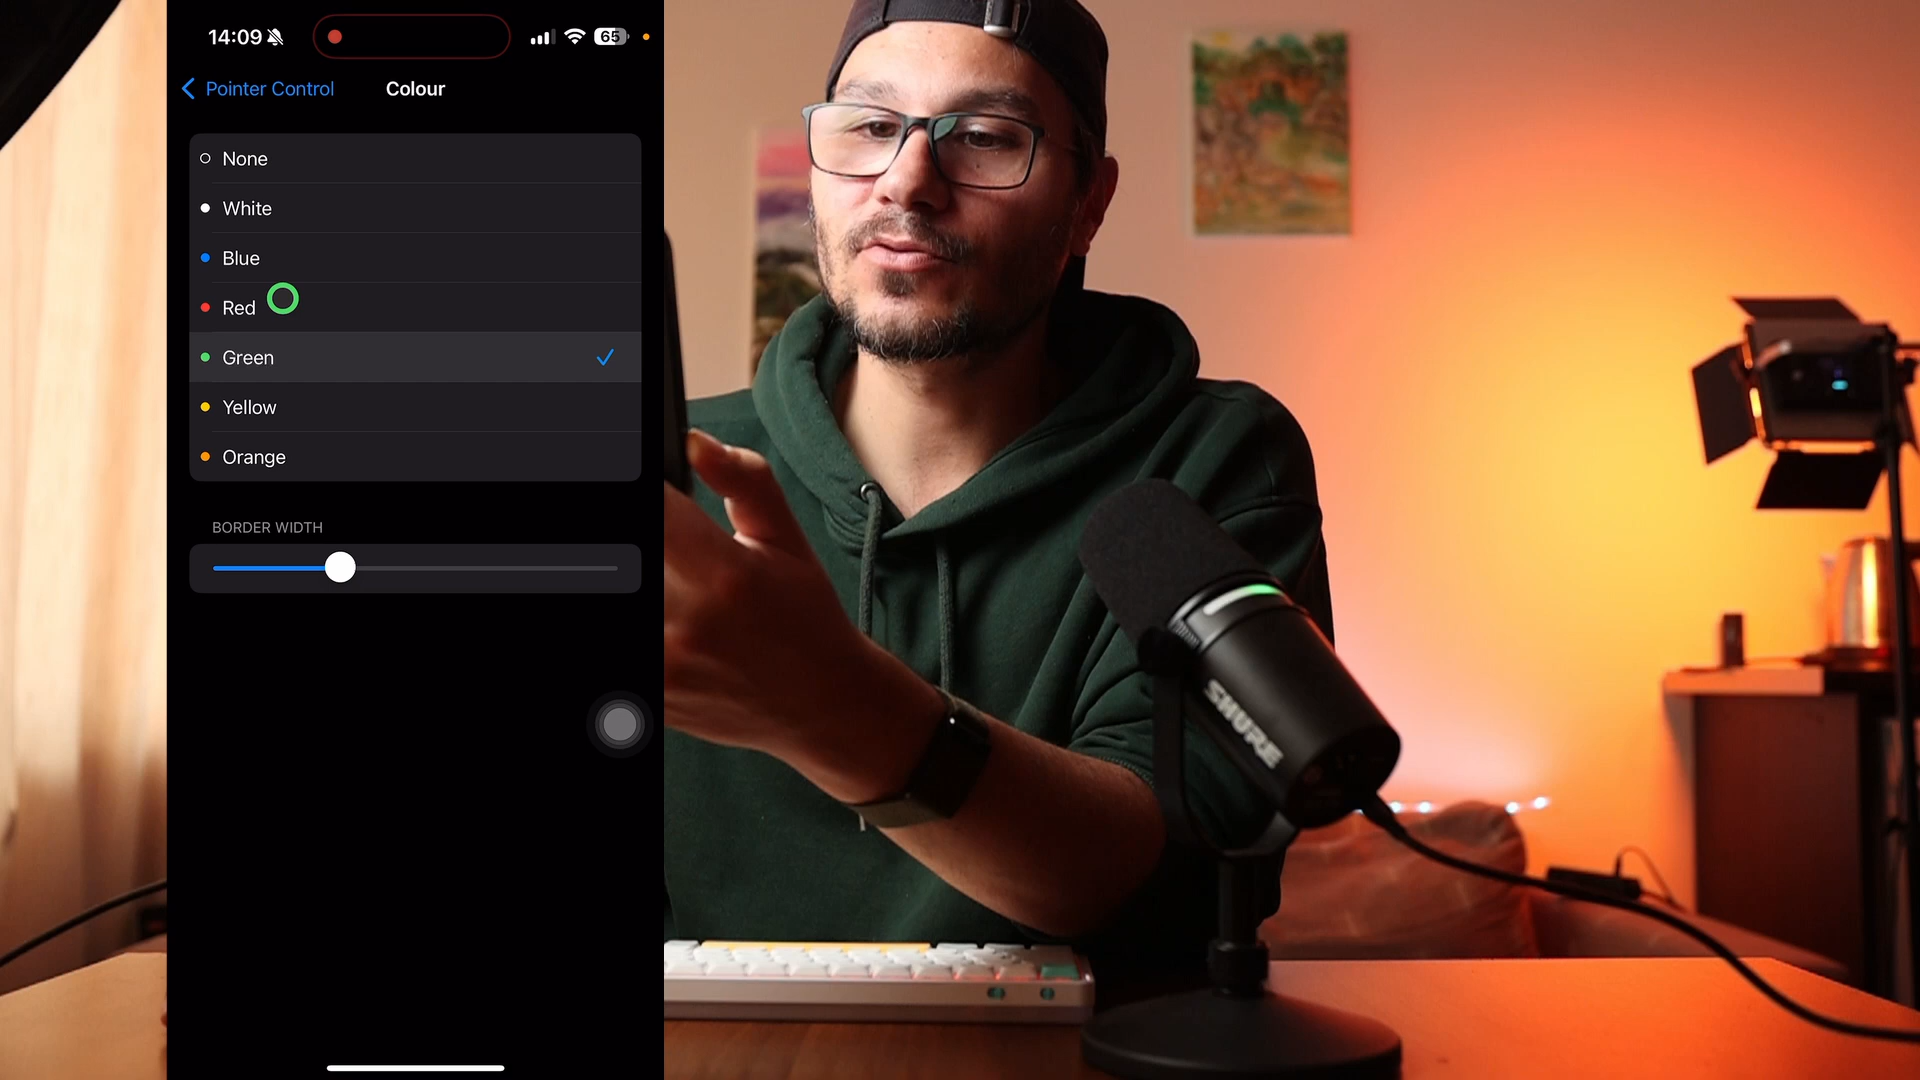 14:09
65
Pointer Control
Colour
None
White
Blue
Red
Green
Yellow
Orange
BORDER WIDTH
SHURE